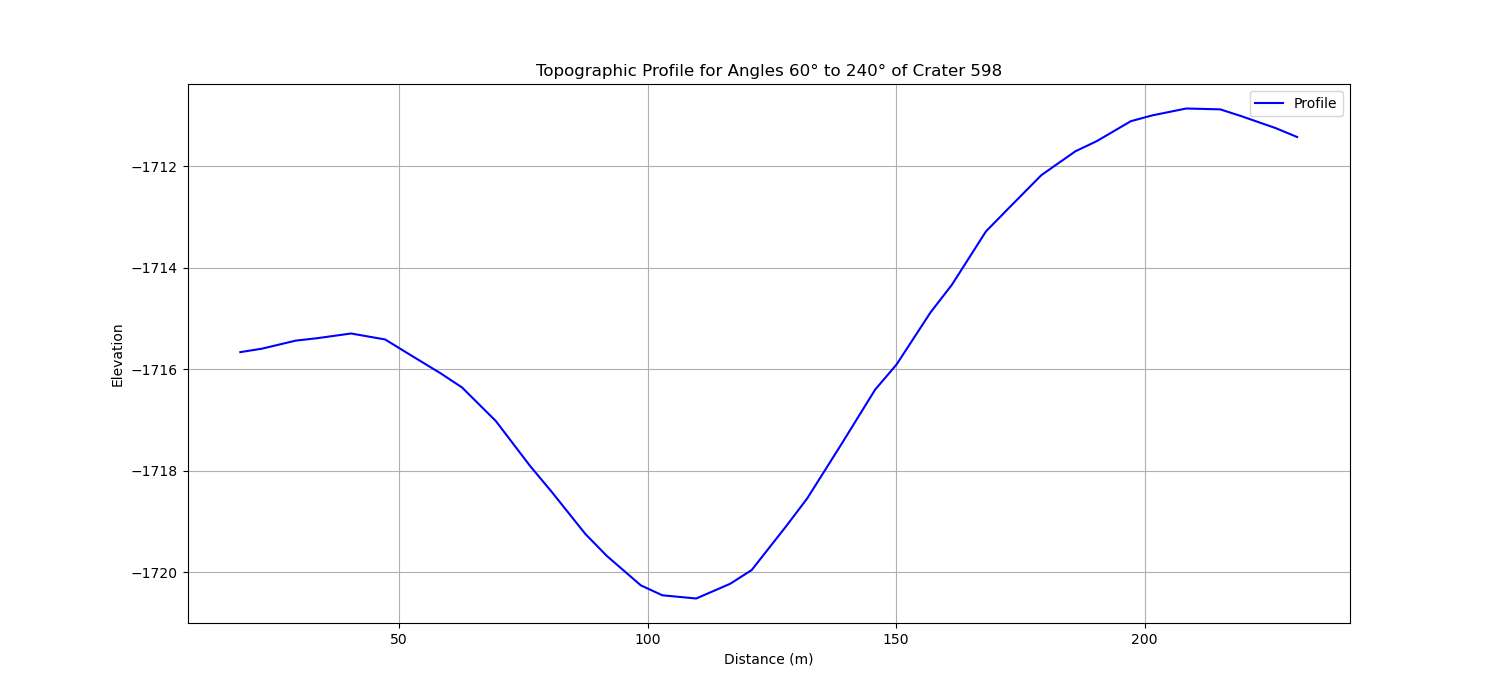 Topographic Profile for Angles 60° to 240° of Crater 598
Profile
−1712
−1714
−1716
−1718
−1720
Elevation
50
100
150
200
Distance (m)